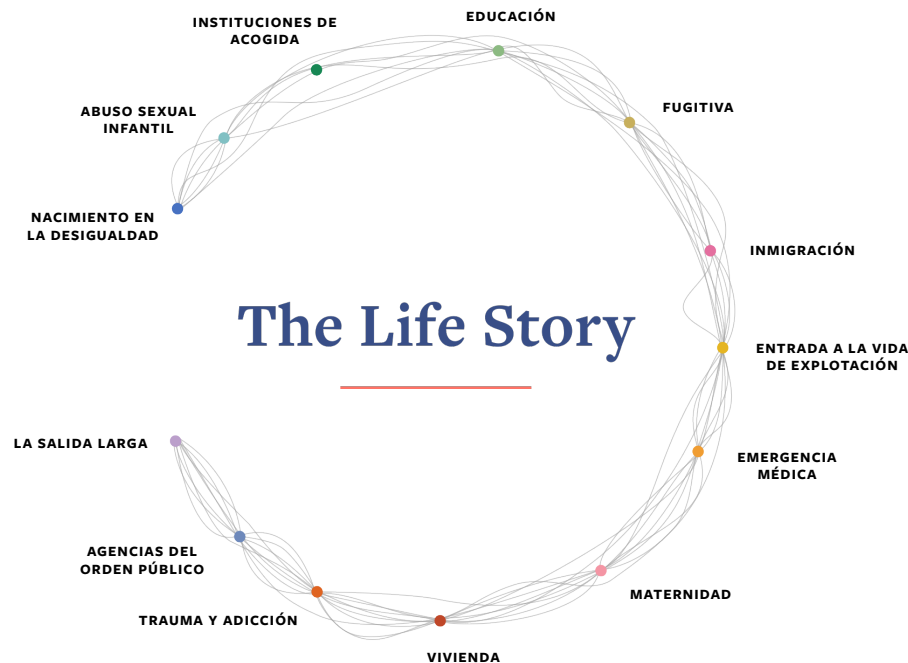 INSTITUCIONES DE
ACOGIDA
EDUCACIÓN
ABUSO SEXUAL
INFANTIL
FUGITIVA
NACIMIENTO EN
LA DESIGUALDAD
INMIGRACIÓN
The Life Story
ENTRADA A LA VIDA
DE EXPLOTACIÓN
LA SALIDA LARGA
EMERGENCIA
MÉDICA
AGENCIAS DEL
ORDEN PÚBLICO
MATERNIDAD
TRAUMA Y ADICCIÓN
VIVIENDA